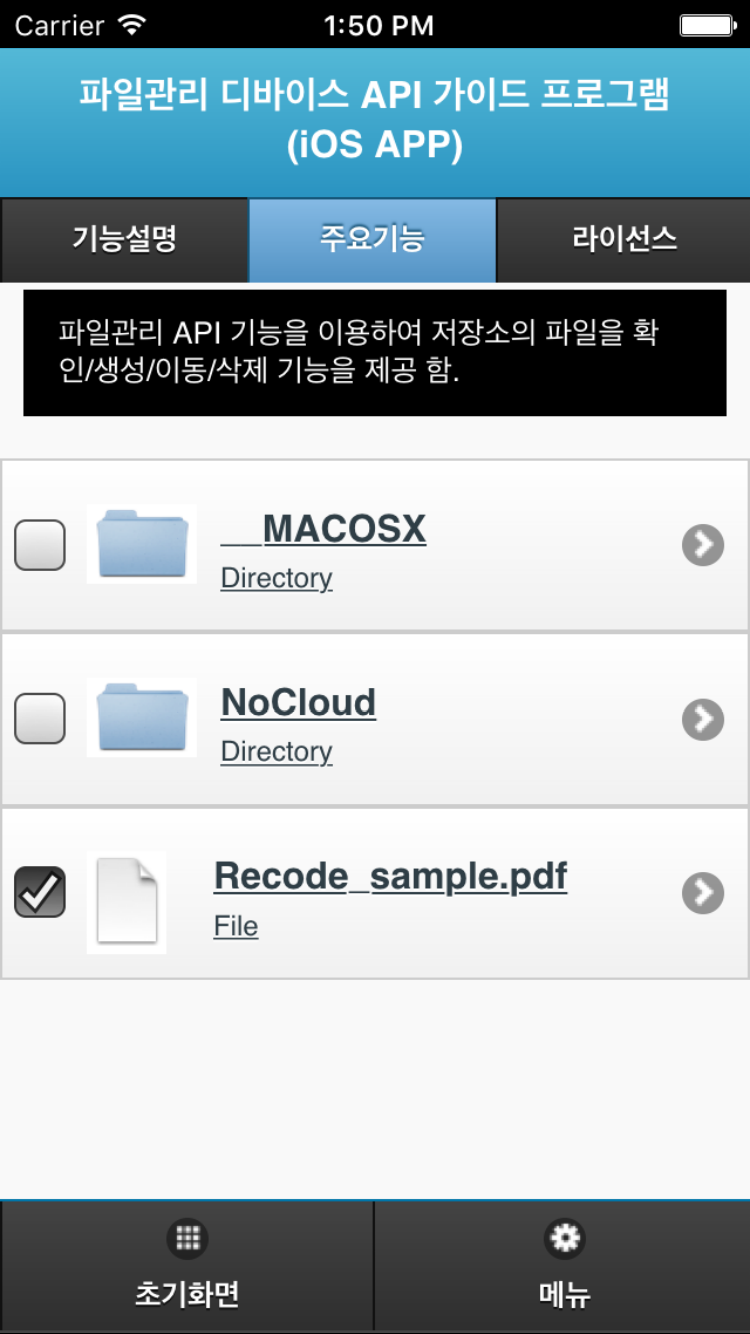 Carrier 1:50 PM
파일관리 디바이스 API 가이드 프로그램
(iOS APP)
기능설명 주요기능 라이선스
파일관리 API 기능을 이용하여 저장소의 파일을 확
인/생성/이동/삭제 기능을 제공 함.
__MACOSX
Directory
NoCloud
Directory
Recode_sample.pdf
File
초기화면 메뉴